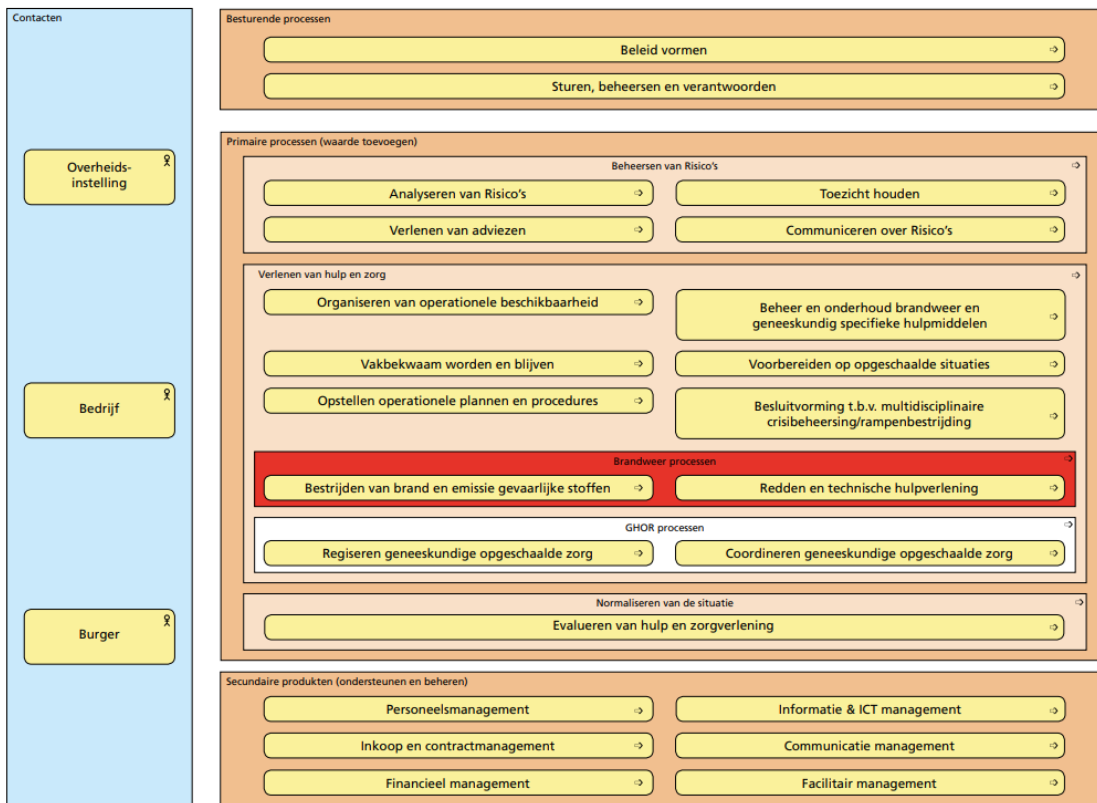 Contacten
Overheids-
instelling
Bedrijf
Burger
Besturende processen
Beleid vormen
Sturen, beheersen en verantwoorden
Primaire processen (waarde toevoegen)
Beheersen van Risico's
Analyseren van Risico's
Toezicht houden
Verlenen van adviezen
Communiceren over Risico's
Verlenen van hulp en zorg
Organiseren van operationele beschikbaarheid
Beheer en onderhoud brandweer en
geneeskundig specifieke hulpmiddelen
Vakbekwaam worden en blijven
Voorbereiden op opgeschaalde situaties
Opstellen operationele plannen en procedures
Besluitvorming t.b.v. multidisciplinaire
crisibeheersing/rampenbestrijding
Brandweer processen
Bestrijden van brand en emissie gevaarlijke stoffen
Redden en technische hulpverlening
GHOR processen
Regiseren geneeskundige opgeschaalde zorg
Coordineren geneeskundige opgeschaalde zorg
Normaliseren van de situatie
Evalueren van hulp en zorgverlening
Secundaire produkten (ondersteunen en beheren)
Personeelsmanagement
Informatie & ICT management
Inkoop en contractmanagement
Communicatie management
Financieel management
Facilitair management